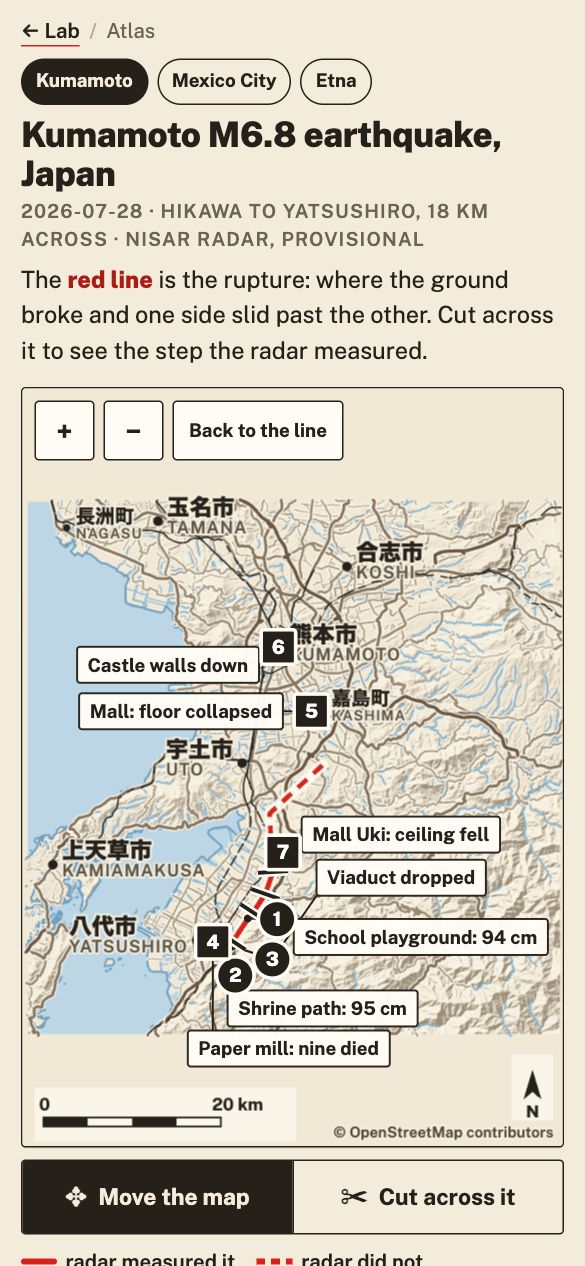 ← Lab / Atlas
Kumamoto
Mexico City
Etna
Kumamoto M6.8 earthquake,
Japan
2026-07-28 · HIKAWA TO YATSUSHIRO, 18 KM
ACROSS · NISAR RADAR, PROVISIONAL
The red line is the rupture: where the ground
broke and one side slid past the other. Cut across
it to see the step the radar measured.
+
−
Back to the line
長洲町
NAGASU
玉名市
TAMANA
合志市
KOSHI
6
熊本市
KUMAMOTO
Castle walls down
Mall: floor collapsed
5
嘉島町
KASHIMA
宇土市
UTO
Mall Uki: ceiling fell
7
上天草市
KAMIAMAKUSA
Viaduct dropped
八代市
YATSUSHIRO
1
School playground: 94 cm
4
3
2
Shrine path: 95 cm
Paper mill: nine died
0 20 km
N
© OpenStreetMap contributors
Move the map
Cut across it
radar measured it
radar did not